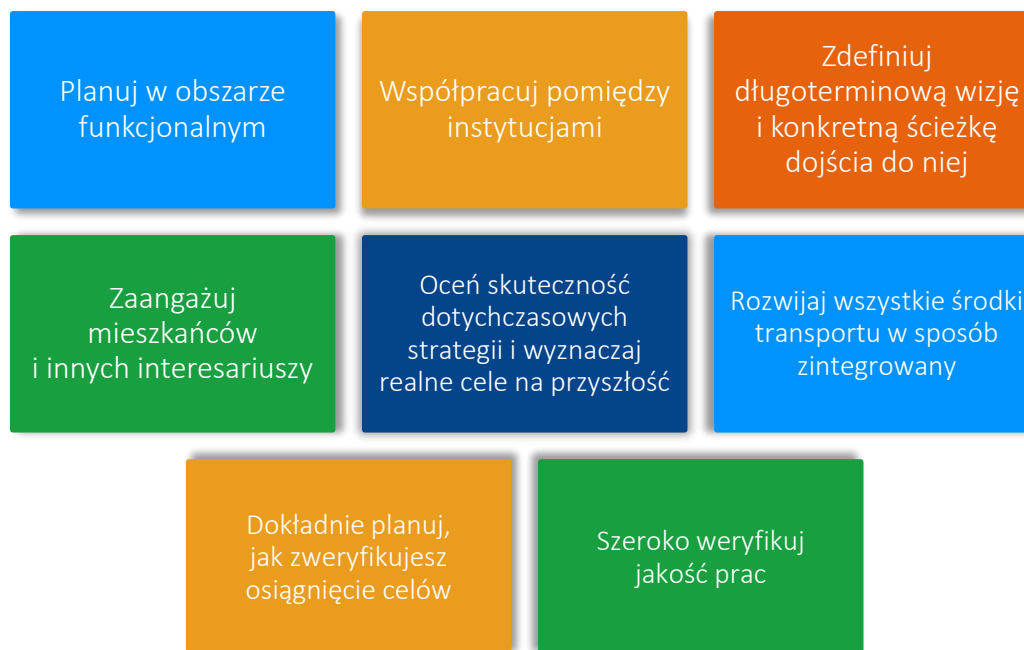 Planuj w obszarze
funkcjonalnym
Współpracuj pomiędzy
instytucjami
Zdefiniuj
długoterminową wizję
i konkretną ścieżkę
dojścia do niej
Zaangażuj
mieszkańców
i innych interesariuszy
Oceń skuteczność
dotychczasowych
strategii i wyznaczaj
realne cele na przyszłość
Rozwijaj wszystkie środki
transportu w sposób
zintegrowany
Dokładnie planuj,
jak zweryfikujesz
osiągnięcie celów
Szeroko weryfikuj
jakość prac